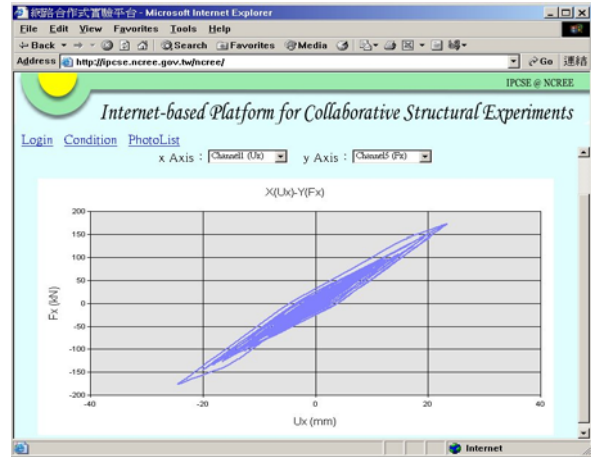 網路合作式實驗平台 - Microsoft Internet Explorer
File Edit View Favorites Tools Help
Back Search Favorites Media
Address http://ipcse.ncree.gov.tw/ncree/ Go 連結
IPCSE @ NCREE
Internet-based Platform for Collaborative Structural Experiments
Login Condition PhotoList
x Axis : Channel1 (Ux) y Axis : Channel5 (Fx)
X(Ux)-Y(Fx)
200
150
100
50
0
-50
-100
-150
-200
Fx (kN)
-40 -20 0 20 40
Ux (mm)
Internet